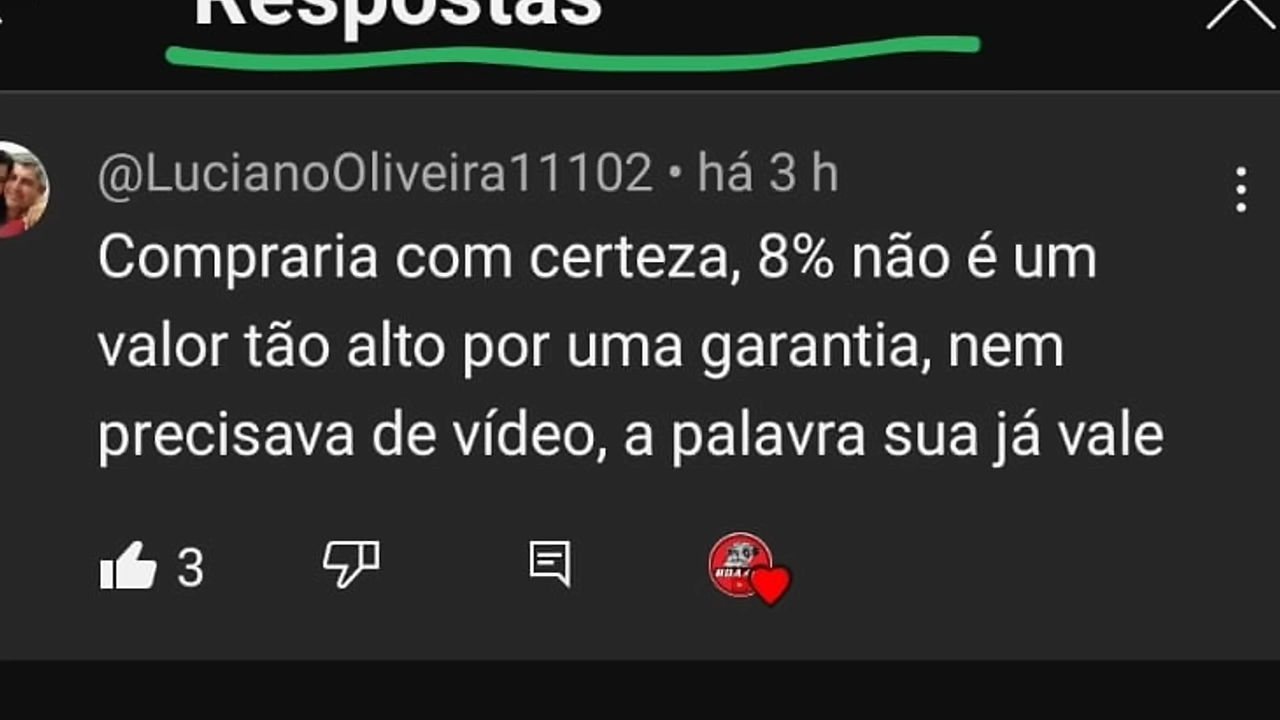 Respostas
@LucianoOliveira11102 • há 3 h
Compraria com certeza, 8% não é um
valor tão alto por uma garantia, nem
precisava de vídeo, a palavra sua já vale
3